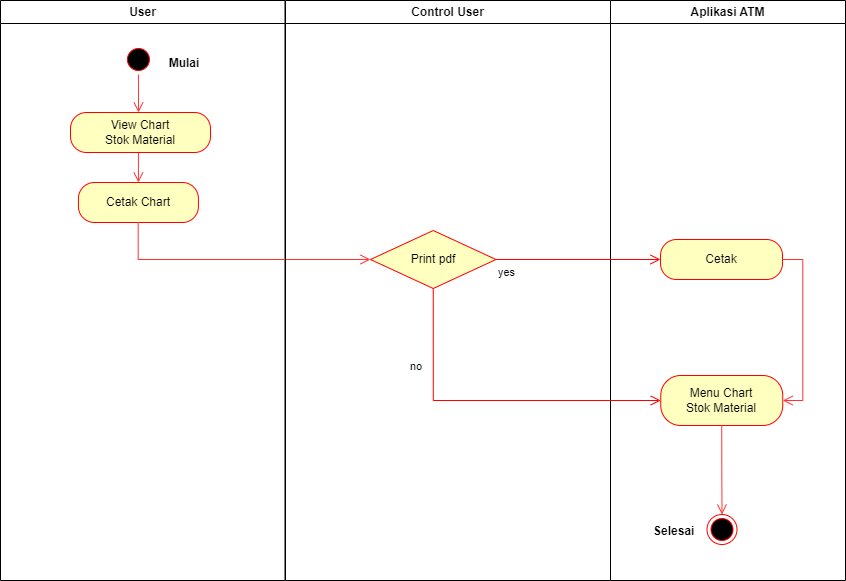 User
Control User
Aplikasi ATM
Mulai
View Chart
Stok Material
Cetak Chart
Print pdf
yes
Cetak
no
Menu Chart
Stok Material
Selesai